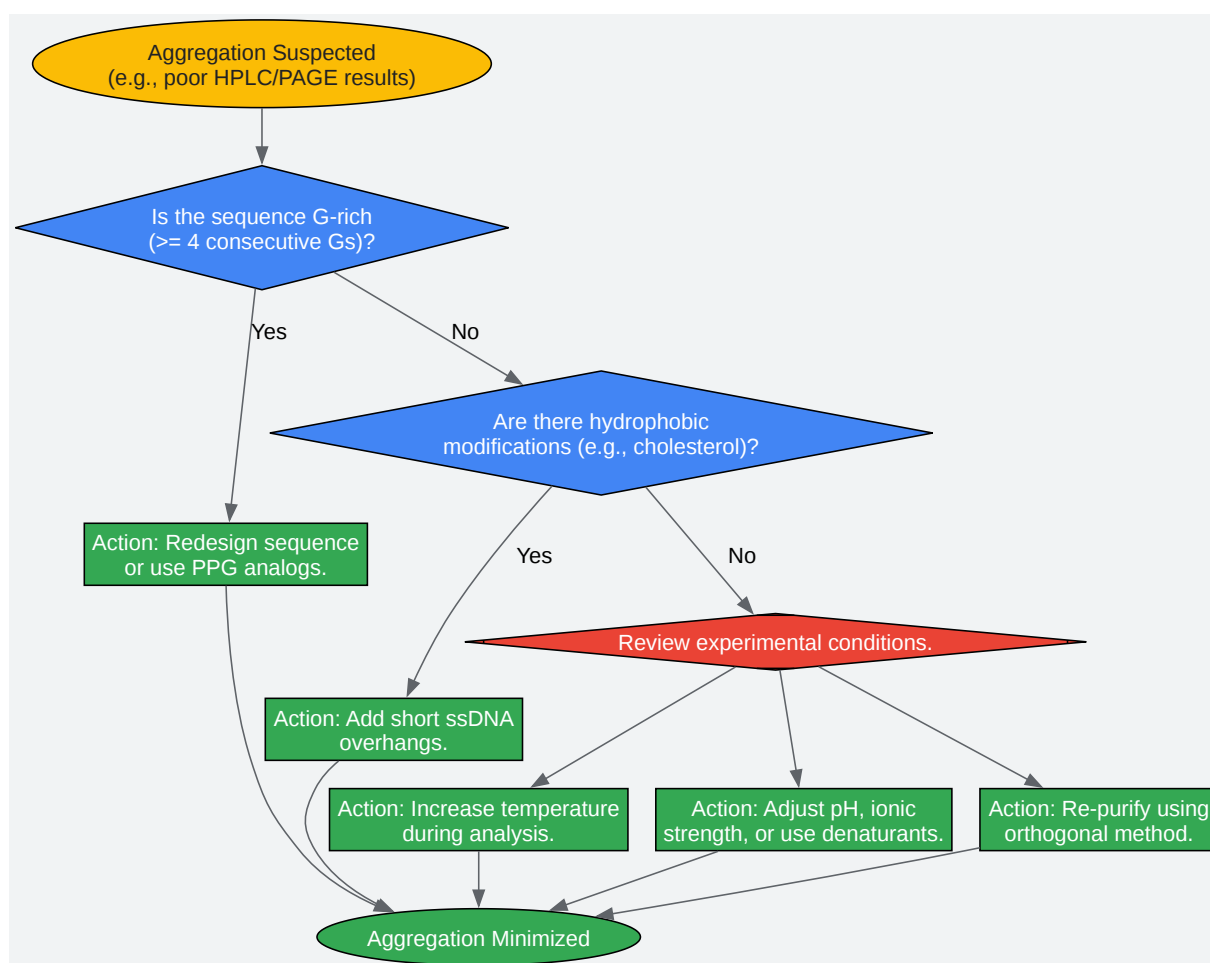 Aggregation Suspected
(e.g., poor HPLC/PAGE results)
Is the sequence G-rich
(>= 4 consecutive Gs)?
Yes
No
Are there hydrophobic
modifications (e.g., cholesterol)?
Action: Redesign sequence
or use PPG analogs.
Yes
No
Review experimental conditions.
Action: Add short ssDNA
overhangs.
Action: Increase temperature
during analysis.
Action: Adjust pH, ionic
strength, or use denaturants.
Action: Re-purify using
orthogonal method.
Aggregation Minimized